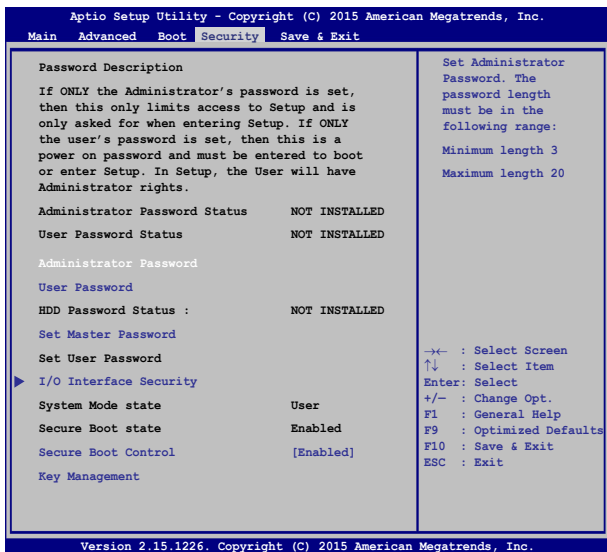 Aptio Setup Utility - Copyright (C) 2015 American Megatrends, Inc.
Main Advanced Boot Security Save & Exit
Password Description
If ONLY the Administrator's password is set,
then this only limits access to Setup and is
only asked for when entering Setup. If ONLY
the user's password is set, then this is a
power on password and must be entered to boot
or enter Setup. In Setup, the User will have
Administrator rights.
Administrator Password Status NOT INSTALLED
User Password Status NOT INSTALLED
Administrator Password
User Password
HDD Password Status : NOT INSTALLED
Set Master Password
Set User Password
I/O Interface Security
System Mode state User
Secure Boot state Enabled
Secure Boot Control [Enabled]
Key Management
Set Administrator
Password. The
password length
must be in the
following range:
Minimum length 3
Maximum length 20
→← : Select Screen
↑↓ : Select Item
Enter: Select
+/— : Change Opt.
F1 : General Help
F9 : Optimized Defaults
F10 : Save & Exit
ESC : Exit
Version 2.15.1226. Copyright (C) 2015 American Megatrends, Inc.